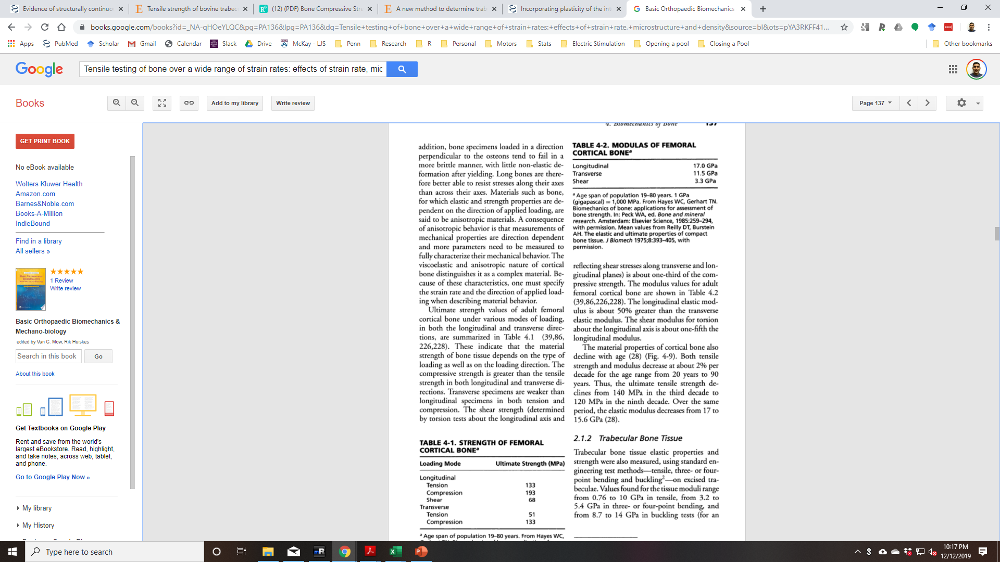 Evidence of structurally continuo
Tensile strength of bovine trabec
(12) (PDF) Bone Compressive Stre
A new method to determine trab
Incorporating plasticity of the int
Basic Orthopaedic Biomechanics
books.google.com/books?id=_NA-qHOeYLQC&pg=PA136&lpg=PA136&dq=Tensile+testing+of+bone+over+a+wide+range+of+strain+rates:+effects+of+strain+rate,+microstructure+and+density&source=bl&ots=pYA3RKFF41...
Apps PubMed Scholar Gmail Calendar Slack Drive McKay - LJS Penn Research R Personal Motors Stats Electric Stimulation Opening a pool Closing a Pool Other bookmarks
Google
Tensile testing of bone over a wide range of strain rates: effects of strain rate, mic
Books
Add to my library
Write review
Page 137
GET PRINT BOOK
No eBook available
Wolters Kluwer Health
Amazon.com
Barnes&Noble.com
Books-A-Million
IndieBound
Find in a library
All sellers »
1 Review
Write review
Basic Orthopaedic Biomechanics &
Mechano-biology
edited by Van C. Mow, Rik Huiskes
Search in this book
Go
About this book
Get Textbooks on Google Play
Rent and save from the world's
largest eBookstore. Read, highlight,
and take notes, across web, tablet,
and phone.
Go to Google Play Now »
My library
My History
4. Biomechanics of Bone 137
addition, bone specimens loaded in a direction
perpendicular to the osteons tend to fail in a
more brittle manner, with little non-elastic de-
formation after yielding. Long bones are there-
fore better able to resist stresses along their axes
than across their axes. Materials such as bone,
for which elastic and strength properties are de-
pendent on the direction of applied loading, are
said to be anisotropic materials. A consequence
of anisotropic behavior is that measurements of
mechanical properties are direction dependent
and more parameters need to be measured to
fully characterize their mechanical behavior. The
viscoelastic and anisotropic nature of cortical
bone distinguishes it as a complex material. Be-
cause of these characteristics, one must specify
the strain rate and the direction of applied load-
ing when describing material behavior.
Ultimate strength values of adult femoral
cortical bone under various modes of loading,
in both the longitudinal and transverse direc-
tions, are summarized in Table 4.1 (39,86,
226,228). These indicate that the material
strength of bone tissue depends on the type of
loading as well as on the loading direction. The
compressive strength is greater than the tensile
strength in both longitudinal and transverse di-
rections. Transverse specimens are weaker than
longitudinal specimens in both tension and
compression. The shear strength (determined
by torsion tests about the longitudinal axis and
TABLE 4-1. STRENGTH OF FEMORAL
CORTICAL BONEª
Loading Mode Ultimate Strength (MPa)
Longitudinal
Tension 133
Compression 193
Shear 68
Transverse
Tension 51
Compression 133
ª Age span of population 19–80 years. From Hayes WC,
TABLE 4-2. MODULAS OF FEMORAL
CORTICAL BONEª
Longitudinal 17.0 GPa
Transverse 11.5 GPa
Shear 3.3 GPa
ª Age span of population 19–80 years. 1 GPa
(gigapascal) = 1,000 MPa. From Hayes WC, Gerhart TN.
Biomechanics of bone: applications for assessment of
bone strength. In: Peck WA, ed. Bone and mineral
research. Amsterdam: Elsevier Science, 1985:259–294,
with permission. Mean values from Reilly DT, Burstein
AH. The elastic and ultimate properties of compact
bone tissue. J Biomech 1975;8:393–405, with
permission.
reflecting shear stresses along transverse and lon-
gitudinal planes) is about one-third of the com-
pressive strength. The modulus values for adult
femoral cortical bone are shown in Table 4.2
(39,86,226,228). The longitudinal elastic mod-
ulus is about 50% greater than the transverse
elastic modulus. The shear modulus for torsion
about the longitudinal axis is about one-fifth the
longitudinal modulus.
The material properties of cortical bone also
decline with age (28) (Fig. 4-9). Both tensile
strength and modulus decrease at about 2% per
decade for the age range from 20 years to 90
years. Thus, the ultimate tensile strength de-
clines from 140 MPa in the third decade to
120 MPa in the ninth decade. Over the same
period, the elastic modulus decreases from 17 to
15.6 GPa (28).
2.1.2 Trabecular Bone Tissue
Trabecular bone tissue elastic properties and
strength were also measured, using standard en-
gineering test methods—tensile, three- or four-
point bending and buckling²—on excised tra-
beculae. Values found for the tissue moduli range
from 0.76 to 10 GPa in tensile, from 3.2 to
5.4 GPa in three- or four-point bending, and
from 8.7 to 14 GPa in buckling tests (for an
Type here to search
10:17 PM
12/12/2019